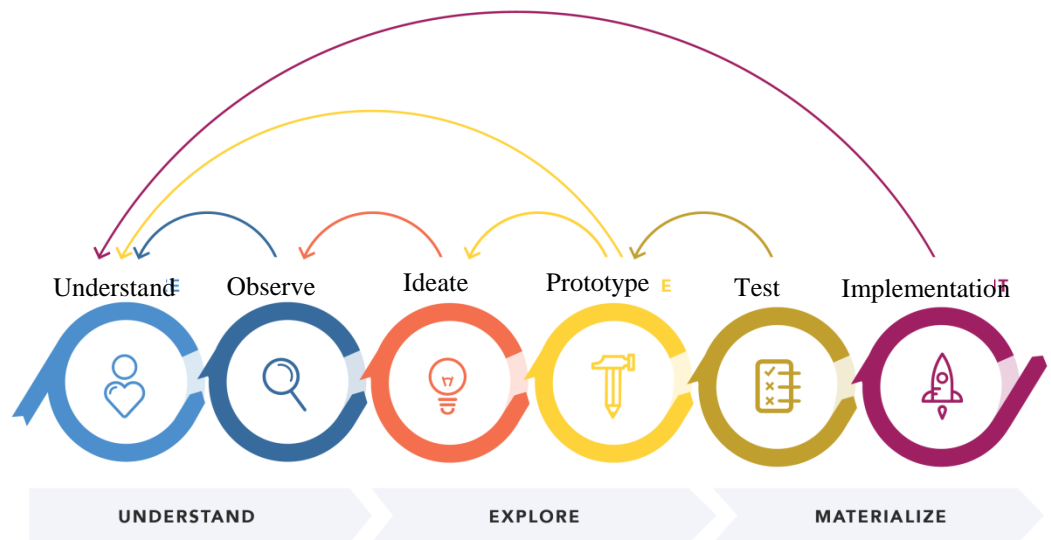 Understand E
Observe
Ideate
Prototype E
Test
Implementation T
UNDERSTAND
EXPLORE
MATERIALIZE